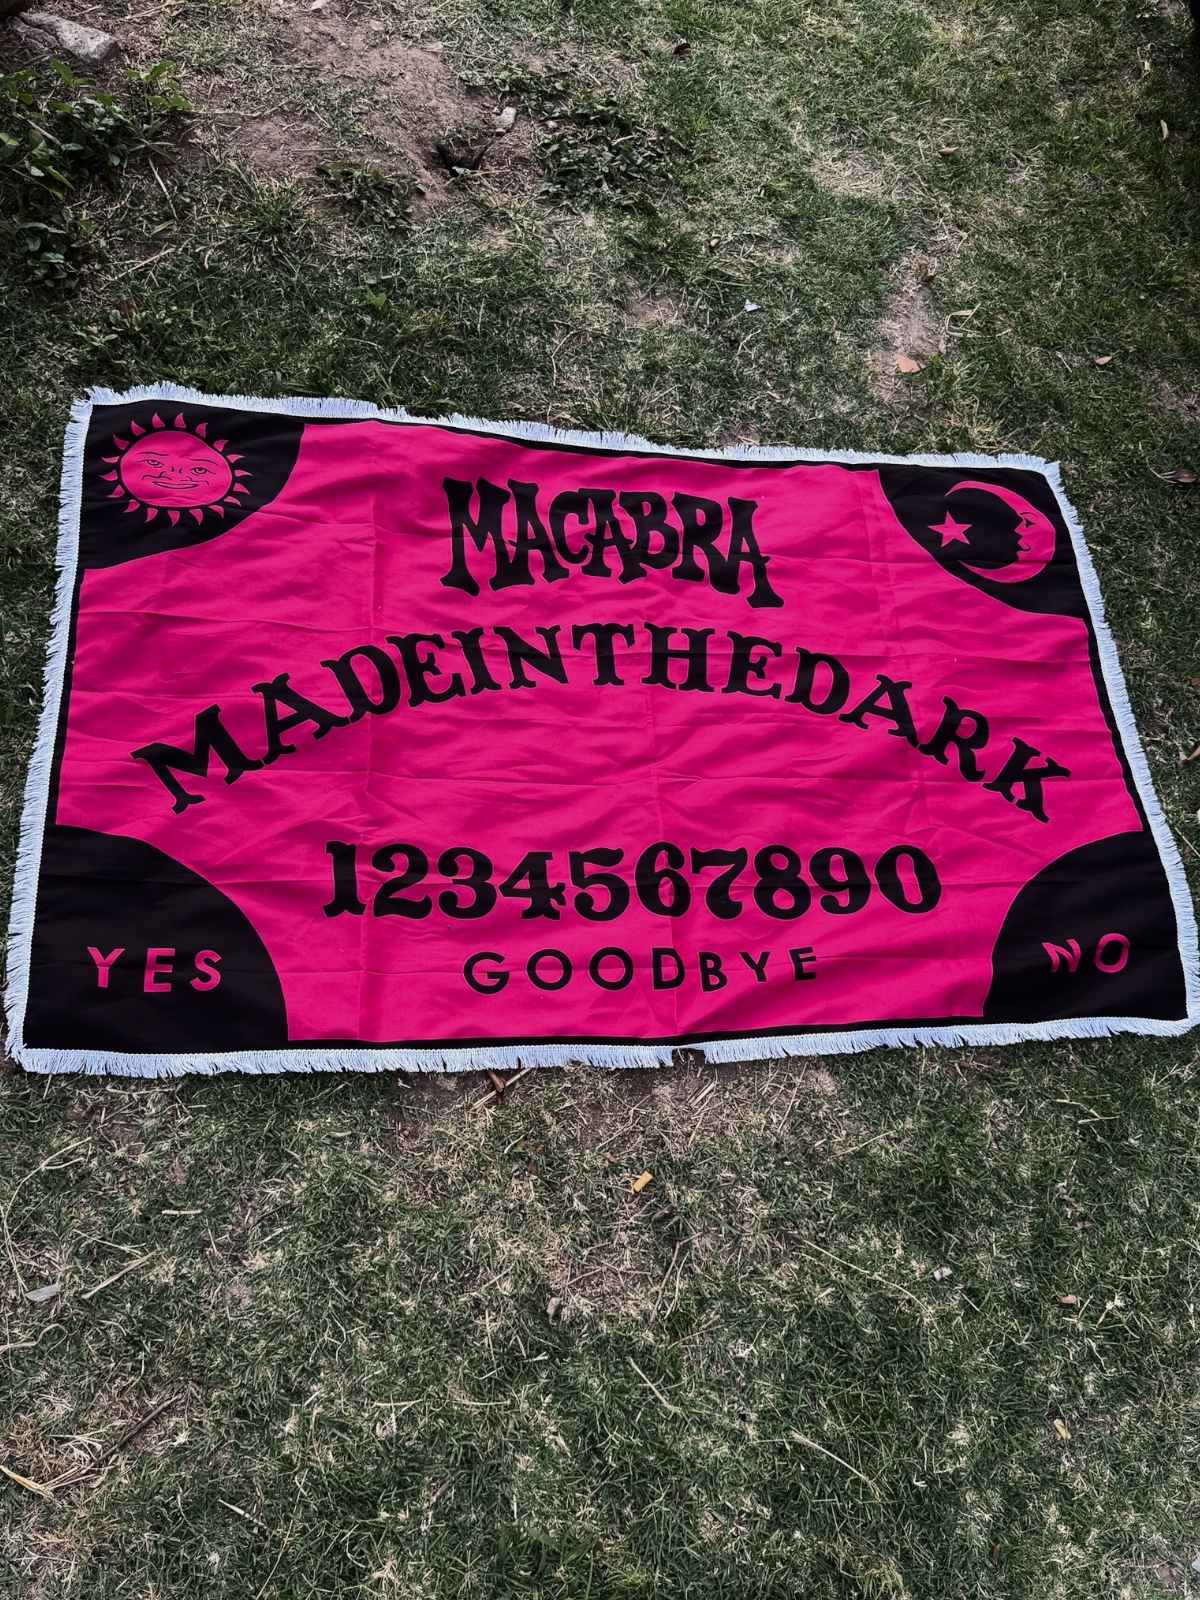 MACABRA
MADEINTHEDARK
1234567890
YES
GOODBYE
NO